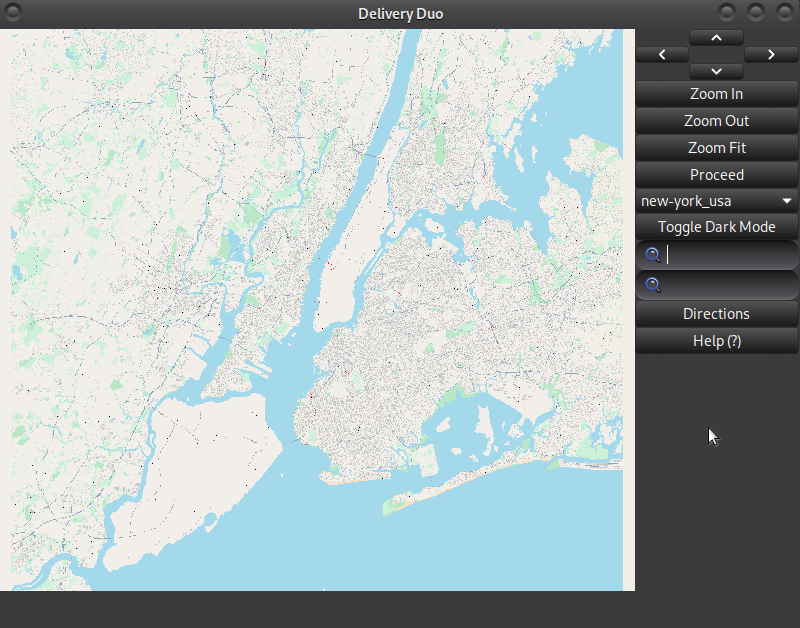 Delivery Duo
Zoom In
Zoom Out
Zoom Fit
Proceed
new-york_usa
Toggle Dark Mode
Directions
Help (?)